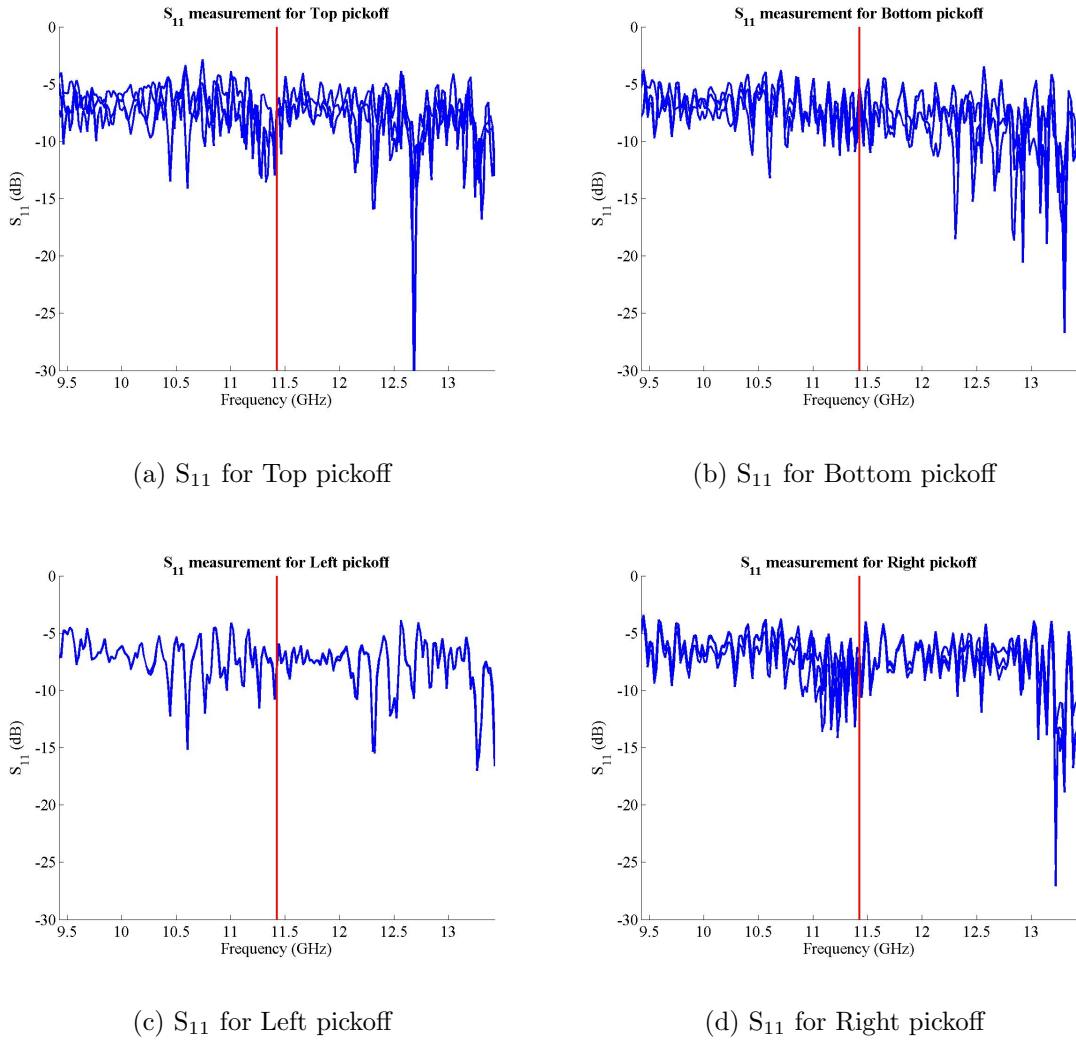 S₁₁ measurement for Top pickoff
0
-5
-10
-15
-20
-25
-30
S₁₁ (dB)
9.5 10 10.5 11 11.5 12 12.5 13
Frequency (GHz)
(a) S₁₁ for Top pickoff
S₁₁ measurement for Bottom pickoff
0
-5
-10
-15
-20
-25
-30
S₁₁ (dB)
9.5 10 10.5 11 11.5 12 12.5 13
Frequency (GHz)
(b) S₁₁ for Bottom pickoff
S₁₁ measurement for Left pickoff
0
-5
-10
-15
-20
-25
-30
S₁₁ (dB)
9.5 10 10.5 11 11.5 12 12.5 13
Frequency (GHz)
(c) S₁₁ for Left pickoff
S₁₁ measurement for Right pickoff
0
-5
-10
-15
-20
-25
-30
S₁₁ (dB)
9.5 10 10.5 11 11.5 12 12.5 13
Frequency (GHz)
(d) S₁₁ for Right pickoff